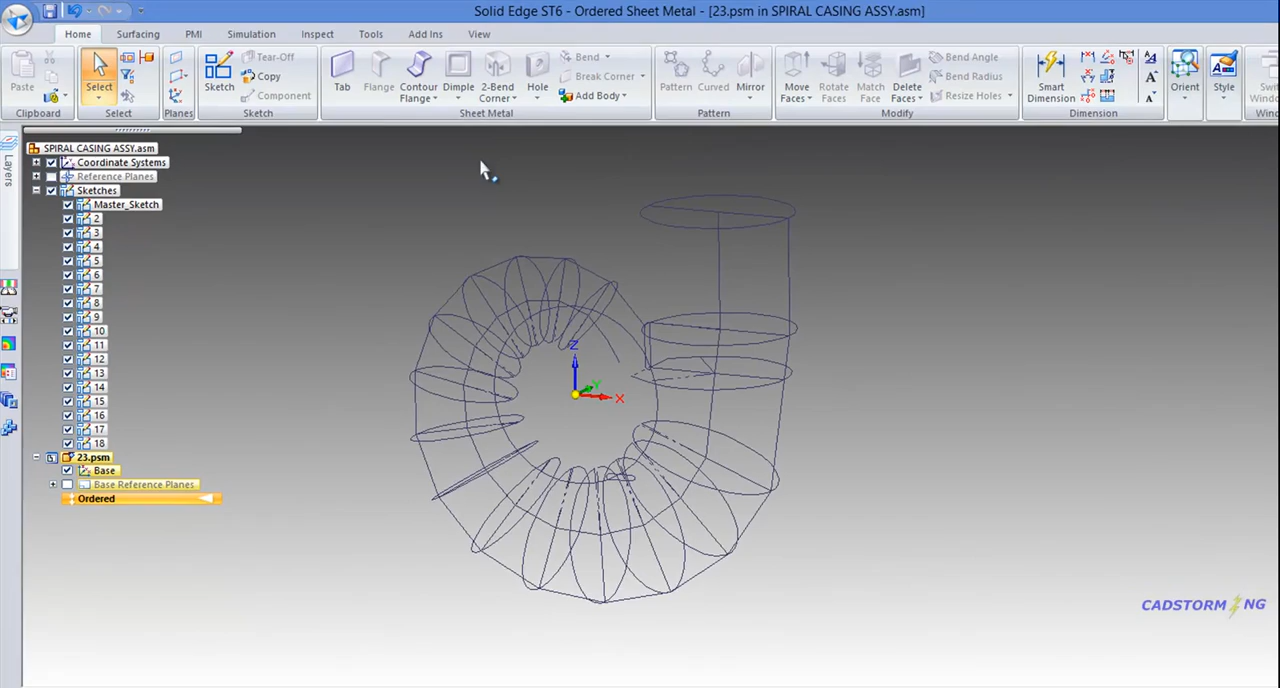 Solid Edge ST6 - Ordered Sheet Metal - [23.psm in SPIRAL CASING ASSY.asm]
Home Surfacing PMI Simulation Inspect Tools Add Ins View
Paste
Clipboard
Select
Select
Planes
Sketch
Tear-Off
Copy
Component
Sketch
Tab
Flange
Contour Flange
Dimple
2-Bend Corner
Hole
Bend
Break Corner
Add Body
Sheet Metal
Pattern
Curved
Mirror
Pattern
Move Faces
Rotate Faces
Match Face
Delete Faces
Bend Angle
Bend Radius
Resize Holes
Modify
Smart Dimension
Dimension
Orient
Style
Layers
SPIRAL CASING ASSY.asm
Coordinate Systems
Reference Planes
Sketches
Master_Sketch
2
3
4
5
6
7
8
9
10
11
12
13
14
15
16
17
18
23.psm
Base
Base Reference Planes
Ordered
Z
Y
X
CADSTORMING